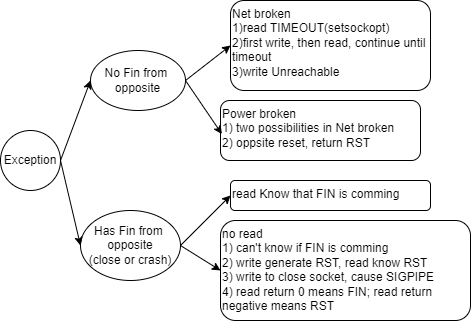 Net broken
1)read TIMEOUT(setsockopt)
2)first write, then read, continue until
timeout
3)write Unreachable
No Fin from
opposite
Power broken
1) two possibilities in Net broken
2) oppsite reset, return RST
Exception
read Know that FIN is comming
Has Fin from
opposite
(close or crash)
no read
1) can't know if FIN is comming
2) write generate RST, read know RST
3) write to close socket, cause SIGPIPE
4) read return 0 means FIN; read return
negative means RST